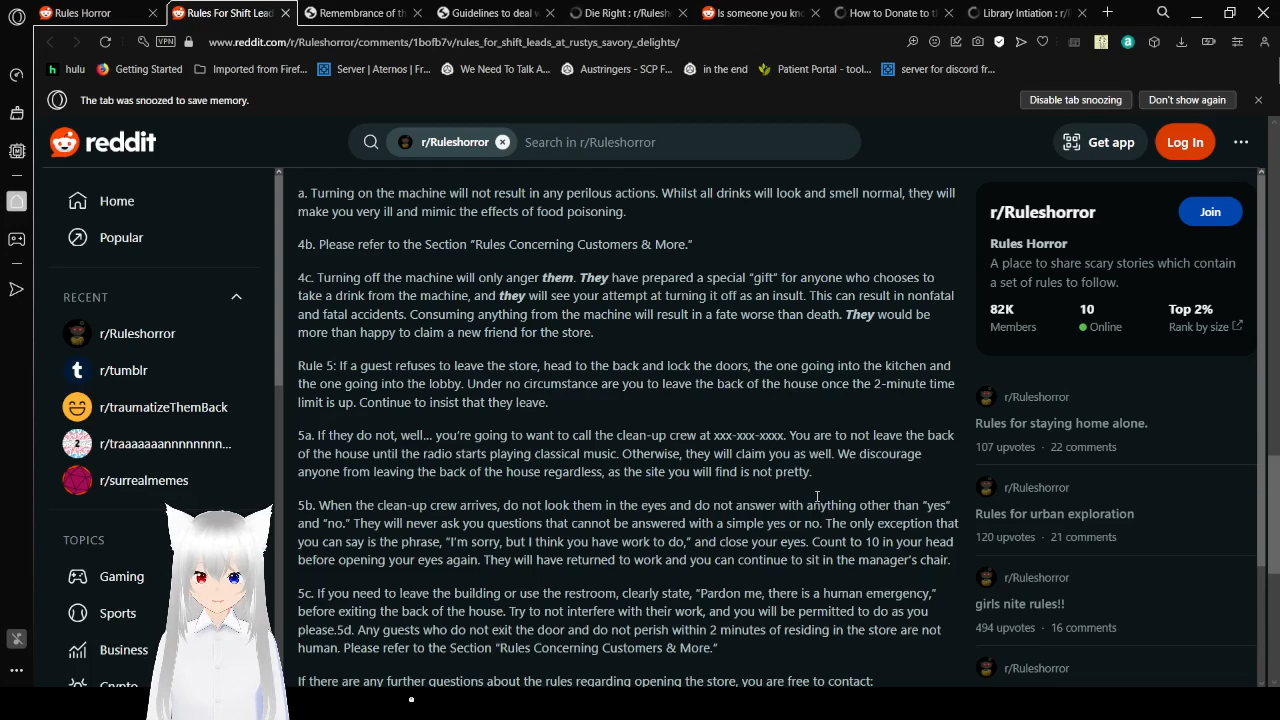 Rules Horror
Rules For Shift Lead
Remembrance of the
Guidelines to deal w
Die Right : r/Rulesh
Is someone you kno
How to Donate to th
Library Intiation : r/
VPN
www.reddit.com/r/Ruleshorror/comments/1bofb7v/rules_for_shift_leads_at_rustys_savory_delights/
hulu
Getting Started
Imported from Firef...
Server | Aternos | Fr...
We Need To Talk A...
Austringers - SCP F...
in the end
Patient Portal - tool...
server for discord fr...
The tab was snoozed to save memory.
Disable tab snoozing
Don't show again
reddit
r/Ruleshorror
Search in r/Ruleshorror
Get app
Log In
Home
Popular
RECENT
r/Ruleshorror
r/tumblr
r/traumatizeThemBack
r/traaaaaaannnnnnnn...
r/surrealmemes
TOPICS
Gaming
Sports
Business
a. Turning on the machine will not result in any perilous actions. Whilst all drinks will look and smell normal, they will
make you very ill and mimic the effects of food poisoning.
4b. Please refer to the Section “Rules Concerning Customers & More.”
4c. Turning off the machine will only anger them. They have prepared a special “gift” for anyone who chooses to
take a drink from the machine, and they will see your attempt at turning it off as an insult. This can result in nonfatal
and fatal accidents. Consuming anything from the machine will result in a fate worse than death. They would be
more than happy to claim a new friend for the store.
Rule 5: If a guest refuses to leave the store, head to the back and lock the doors, the one going into the kitchen and
the one going into the lobby. Under no circumstance are you to leave the back of the house once the 2-minute time
limit is up. Continue to insist that they leave.
5a. If they do not, well... you’re going to want to call the clean-up crew at xxx-xxx-xxxx. You are to not leave the back
of the house until the radio starts playing classical music. Otherwise, they will claim you as well. We discourage
anyone from leaving the back of the house regardless, as the site you will find is not pretty.
5b. When the clean-up crew arrives, do not look them in the eyes and do not answer with anything other than “yes”
and “no.” They will never ask you questions that cannot be answered with a simple yes or no. The only exception that
you can say is the phrase, “I’m sorry, but I think you have work to do,” and close your eyes. Count to 10 in your head
before opening your eyes again. They will have returned to work and you can continue to sit in the manager’s chair.
5c. If you need to leave the building or use the restroom, clearly state, “Pardon me, there is a human emergency,”
before exiting the back of the house. Try to not interfere with their work, and you will be permitted to do as you
please.5d. Any guests who do not exit the door and do not perish within 2 minutes of residing in the store are not
human. Please refer to the Section “Rules Concerning Customers & More.”
If there are any further questions about the rules regarding opening the store, you are free to contact:
r/Ruleshorror
Join
Rules Horror
A place to share scary stories which contain
a set of rules to follow.
82K
10
Top 2%
Members
Online
Rank by size
r/Ruleshorror
Rules for staying home alone.
107 upvotes · 21 comments
r/Ruleshorror
Rules for urban exploration
120 upvotes · 21 comments
r/Ruleshorror
girls nite rules!!
494 upvotes · 16 comments
r/Ruleshorror